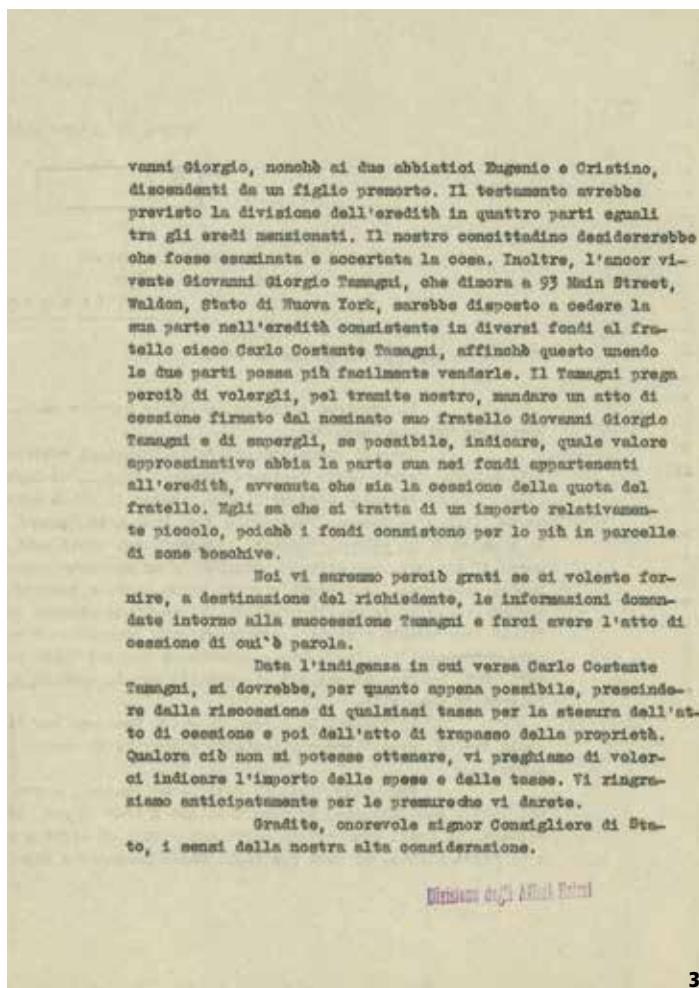 vanni Giorgio, nonchè ai due abbiatici Eugenio e Cristino,
discendenti da un figlio premorto. Il testamento avrebbe
previsto la divisione dell'eredità in quattro parti eguali
tra gli eredi menzionati. Il nostro concittadino desidererebbe
che fosse esaminata e accertata la cosa. Inoltre, l'ancor vi-
vente Giovanni Giorgio Tamagni, che dimora a 93 Main Street,
Waldon, Stato di Nuova York, sarebbe disposto a cedere la
sua parte nell'eredità consistente in diversi fondi al fra-
tello cieco Carlo Costante Tamagni, affinchè questo unendo
le due parti possa più facilmente venderle. Il Tamagni prega
perciò di volergli, pel tramite nostro, mandare un atto di
cessione firmato dal nominato suo fratello Giovanni Giorgio
Tamagni e di sapergli, se possibile, indicare, quale valore
approssimativo abbia la parte sua nei fondi appartenenti
all'eredità, avvenuta che sia la cessione della quota del
fratello. Egli sa che si tratta di un importo relativamen-
te piccolo, poichè i fondi consistono per lo più in parcelle
di zone boschive.
Noi vi saremmo perciò grati se ci voleste for-
nire, a destinazione del richiedente, le informazioni doman-
date intorno alla successione Tamagni e farci avere l'atto di
cessione di cui'è parola.
Data l'indigenza in cui versa Carlo Costante
Tamagni, si dovrebbe, per quanto appena possibile, prescinde-
re dalla riscossione di qualsiasi tassa per la stesura dell'at-
to di cessione e poi dell'atto di trapasso della proprietà.
Qualora ciò non si potesse ottenere, vi preghiamo di voler-
ci indicare l'importo delle spese e delle tasse. Vi ringra-
ziamo anticipatamente per le premureche vi darete.
Gradite, onorevole signor Consigliere di Sta-
to, i sensi della nostra alta considerazione.
Divisione degli Affari Esteri
3